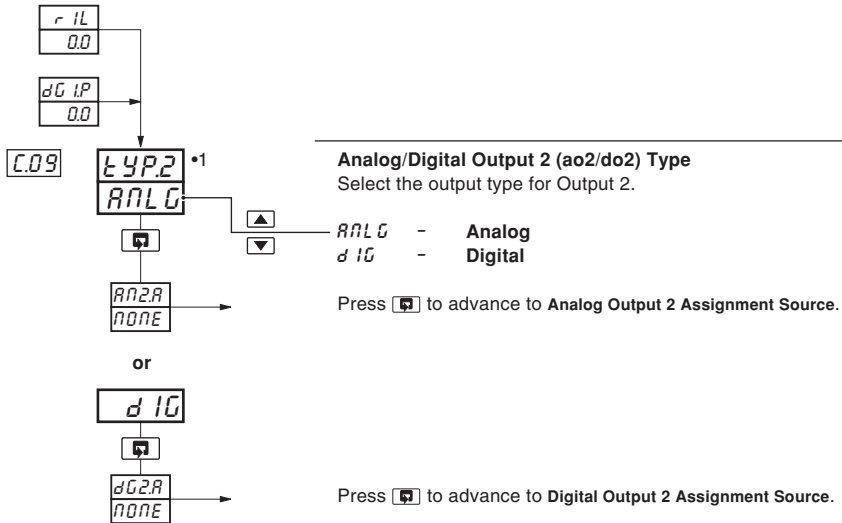 r 1L
0.0
dG 1.P
0.0
C.09
tYP.2 •1
ANLG
Analog/Digital Output 2 (ao2/do2) Type
Select the output type for Output 2.
ANLG – Analog
dIG – Digital
AN2.A
NONE
Press to advance to Analog Output 2 Assignment Source.
or
dIG
dG2.A
NONE
Press to advance to Digital Output 2 Assignment Source.